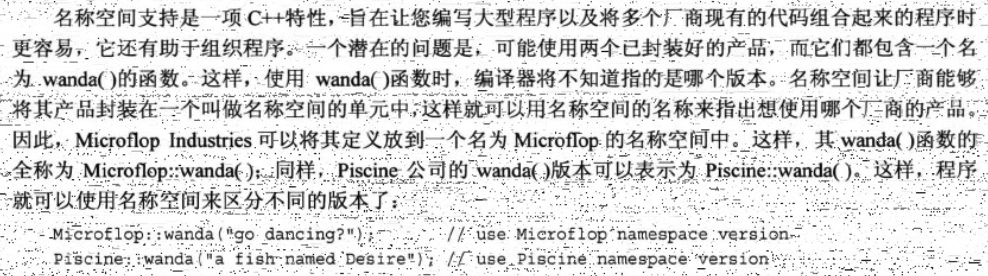 名称空间支持是一项 C++特性，旨在让您编写大型程序以及将多个厂商现有的代码组合起来的程序时
更容易，它还有助于组织程序。一个潜在的问题是，可能使用两个已封装好的产品，而它们都包含一个名
为 wanda( )的函数。这样，使用 wanda( )函数时，编译器将不知道指的是哪个版本。名称空间让厂商能够
将其产品封装在一个叫做名称空间的单元中，这样就可以用名称空间的名称来指出想使用哪个厂商的产品。
因此，Microflop Industries 可以将其定义放到一个名为 Microflop 的名称空间中。这样，其 wanda( )函数的
全称为 Microflop::wanda( )；同样，Piscine 公司的 wanda( )版本可以表示为 Piscine::wanda( )。这样，程序
就可以使用名称空间来区分不同的版本了：
Microflop::wanda("go dancing?"); // use Microflop namespace version
Piscine::wanda("a fish named Desire"); // use Piscine namespace version